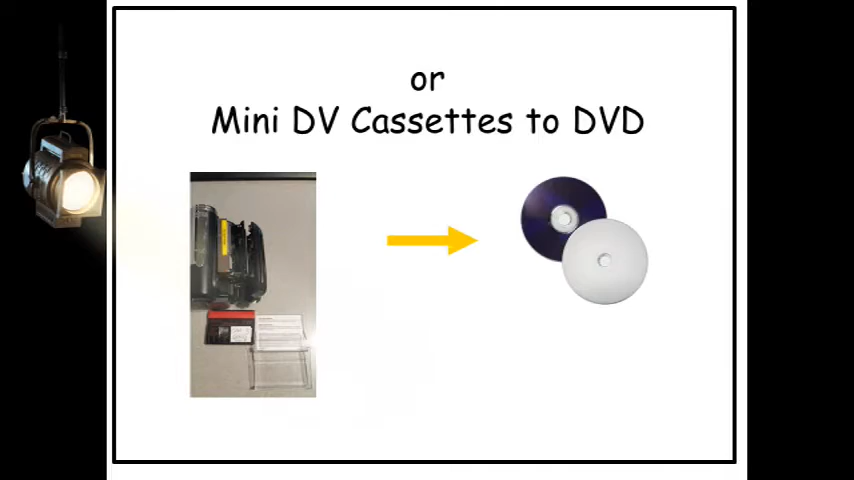 or
Mini DV Cassettes to DVD